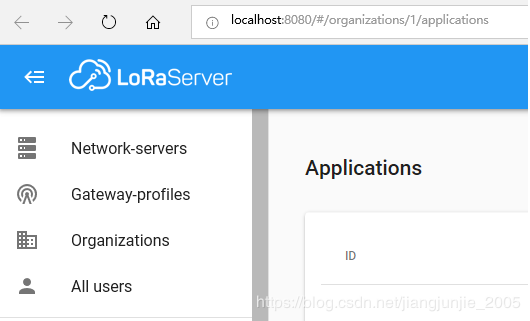 localhost:8080/#/organizations/1/applications
LoRaServer
Network-servers
Gateway-profiles
Organizations
All users
Applications
ID
https://blog.csdn.net/jiangjunjie_2005